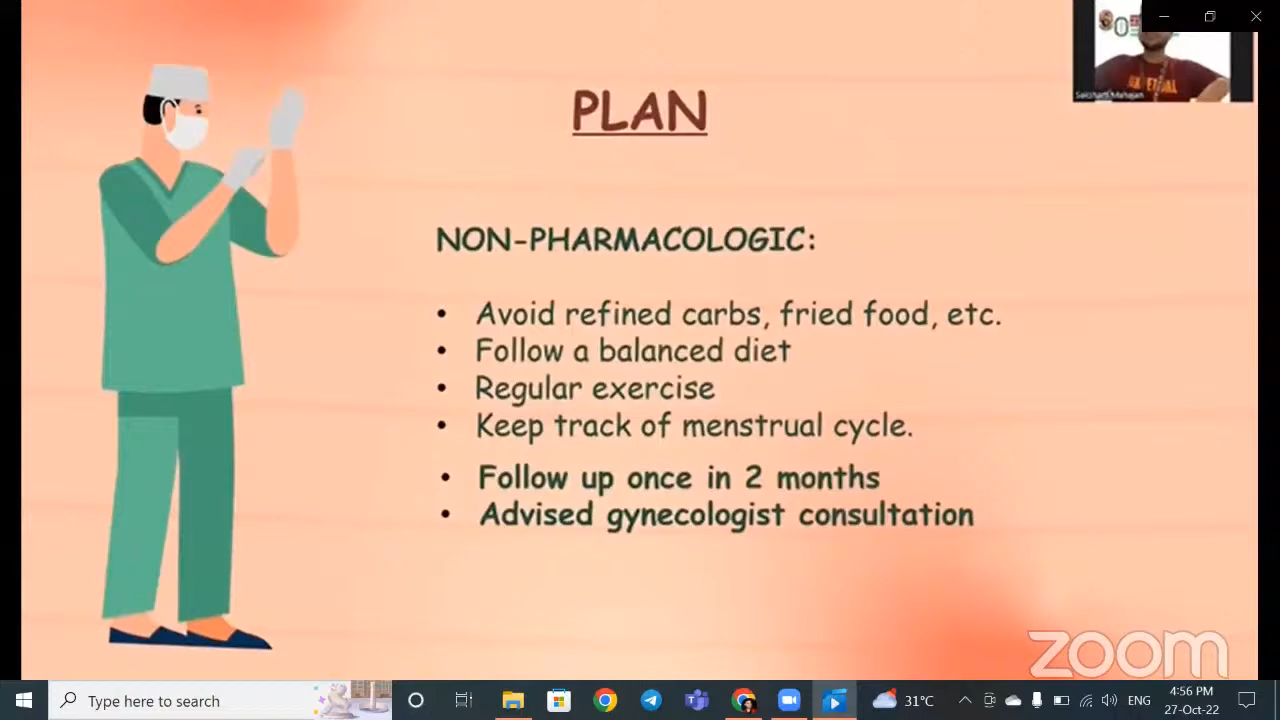 PLAN
NON-PHARMACOLOGIC:
• Avoid refined carbs, fried food, etc.
• Follow a balanced diet
• Regular exercise
• Keep track of menstrual cycle.
• Follow up once in 2 months
• Advised gynecologist consultation
zoom
Type here to search
31°C
ENG
4:56 PM
27-Oct-22